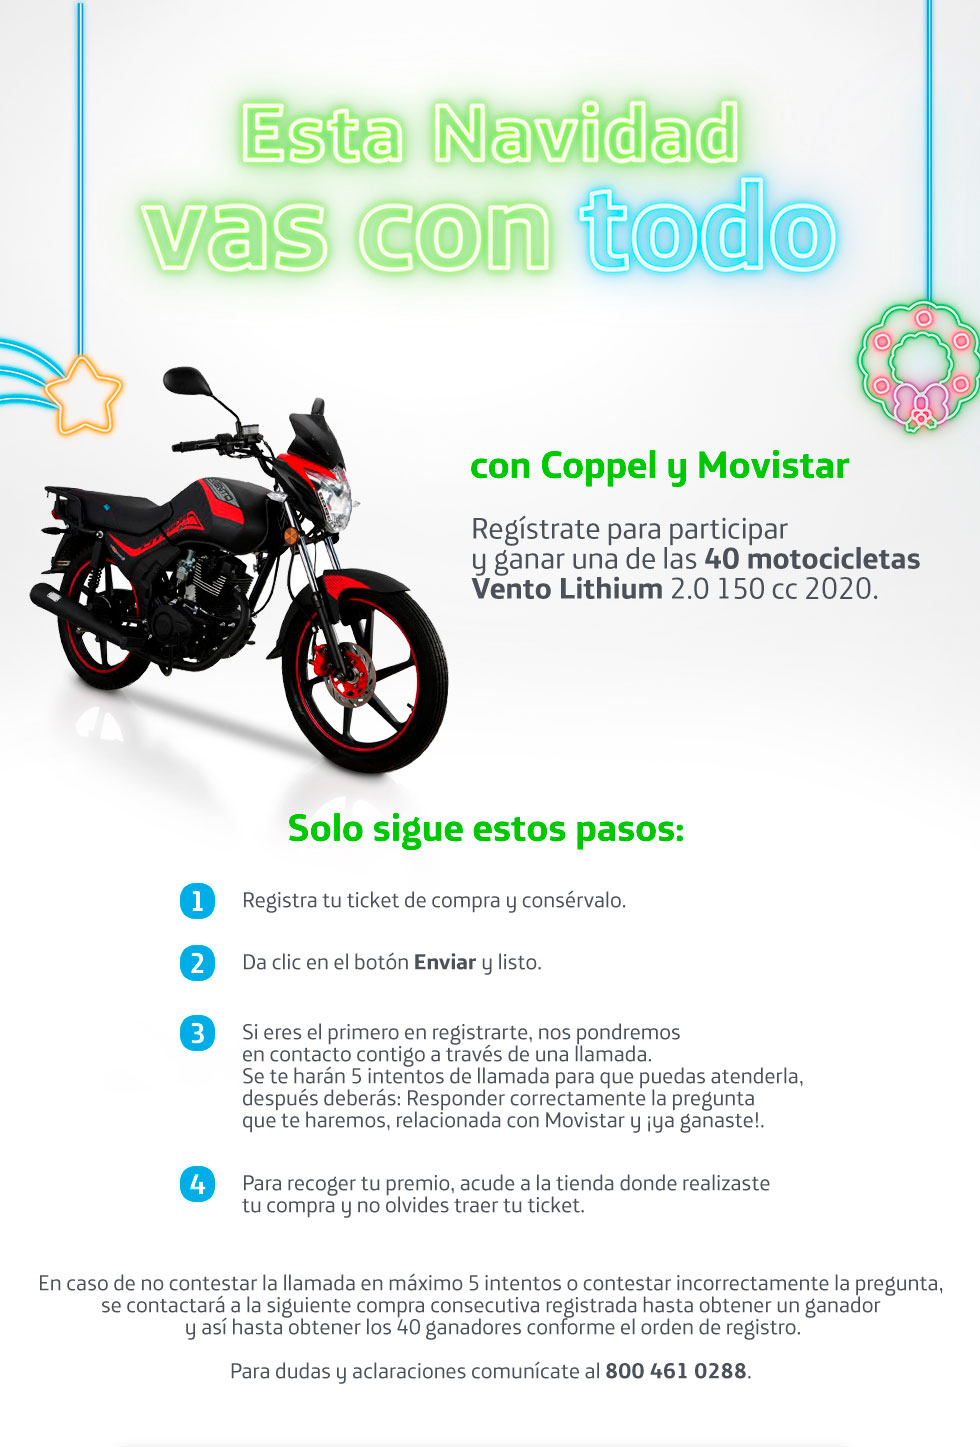 Esta Navidad
vas con todo
con Coppel y Movistar
Regístrate para participar
y ganar una de las 40 motocicletas
Vento Lithium 2.0 150 cc 2020.
Solo sigue estos pasos:
1 Registra tu ticket de compra y consérvalo.
2 Da clic en el botón Enviar y listo.
3 Si eres el primero en registrarte, nos pondremos
en contacto contigo a través de una llamada.
Se te harán 5 intentos de llamada para que puedas atenderla,
después deberás: Responder correctamente la pregunta
que te haremos, relacionada con Movistar y ¡ya ganaste!.
4 Para recoger tu premio, acude a la tienda donde realizaste
tu compra y no olvides traer tu ticket.
En caso de no contestar la llamada en máximo 5 intentos o contestar incorrectamente la pregunta,
se contactará a la siguiente compra consecutiva registrada hasta obtener un ganador
y así hasta obtener los 40 ganadores conforme el orden de registro.
Para dudas y aclaraciones comunícate al 800 461 0288.